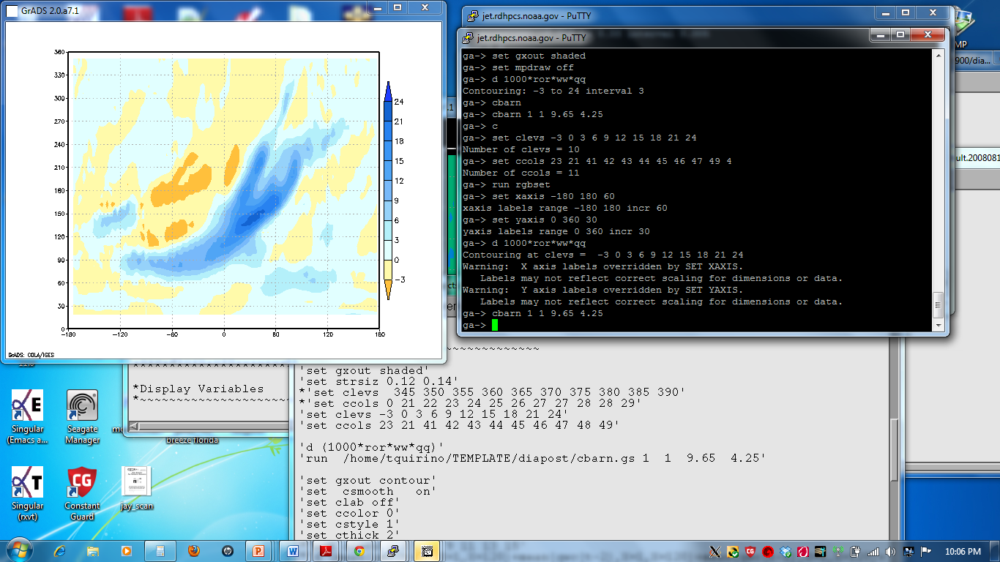 GrADS 2.0.a7.1
360
330
300
270
240
210
180
150
120
90
60
30
0
-180
-120
-60
0
60
120
180
24
21
18
15
12
9
6
3
0
-3
GrADS: COLA/IGES
jet.rdhpcs.noaa.gov - PuTTY
jet.rdhpcs.noaa.gov - PuTTY
ga-> set gxout shaded
ga-> set mpdraw off
ga-> d 1000*ror*ww*qq
Contouring: -3 to 24 interval 3
ga-> cbarn
ga-> cbarn 1 1 9.65 4.25
ga-> c
ga-> set clevs -3 0 3 6 9 12 15 18 21 24
Number of clevs = 10
ga-> set ccols 23 21 41 42 43 44 45 46 47 49 4
Number of ccols = 11
ga-> run rgbset
ga-> set xaxis -180 180 60
xaxis labels range -180 180 incr 60
ga-> set yaxis 0 360 30
yaxis labels range 0 360 incr 30
ga-> d 1000*ror*ww*qq
Contouring at clevs =  -3 0 3 6 9 12 15 18 21 24
Warning:  X axis labels overridden by SET XAXIS.
   Labels may not reflect correct scaling for dimensions or data.
Warning:  Y axis labels overridden by SET YAXIS.
   Labels may not reflect correct scaling for dimensions or data.
ga-> cbarn 1 1 9.65 4.25
ga->
MP
900/dia...
ult.2008081
*Display Variables
*~~~~~~~~~~~~~~~~~~~~~~~
'set gxout shaded'
'set strsiz 0.12 0.14'
*'set clevs  345 350 355 360 365 370 375 380 385 390'
*'set ccols 0 21 22 23 24 25 26 27 27 28 28 29'
'set clevs -3 0 3 6 9 12 15 18 21 24'
'set ccols 23 21 41 42 43 44 45 46 47 48 49'
'd (1000*ror*ww*qq)'
'run  /home/tquirino/TEMPLATE/diapost/cbarn.gs 1  1  9.65  4.25'
'set gxout contour'
'set  csmooth   on'
'set clab off'
'set ccolor 0'
'set cstyle 1'
'set cthick 2'
Singular
(Emacs a...
Seagate
Manager
breeze florida
Singular
(rxvt)
CG
Constant
Guard
jay_scan
10:06 PM